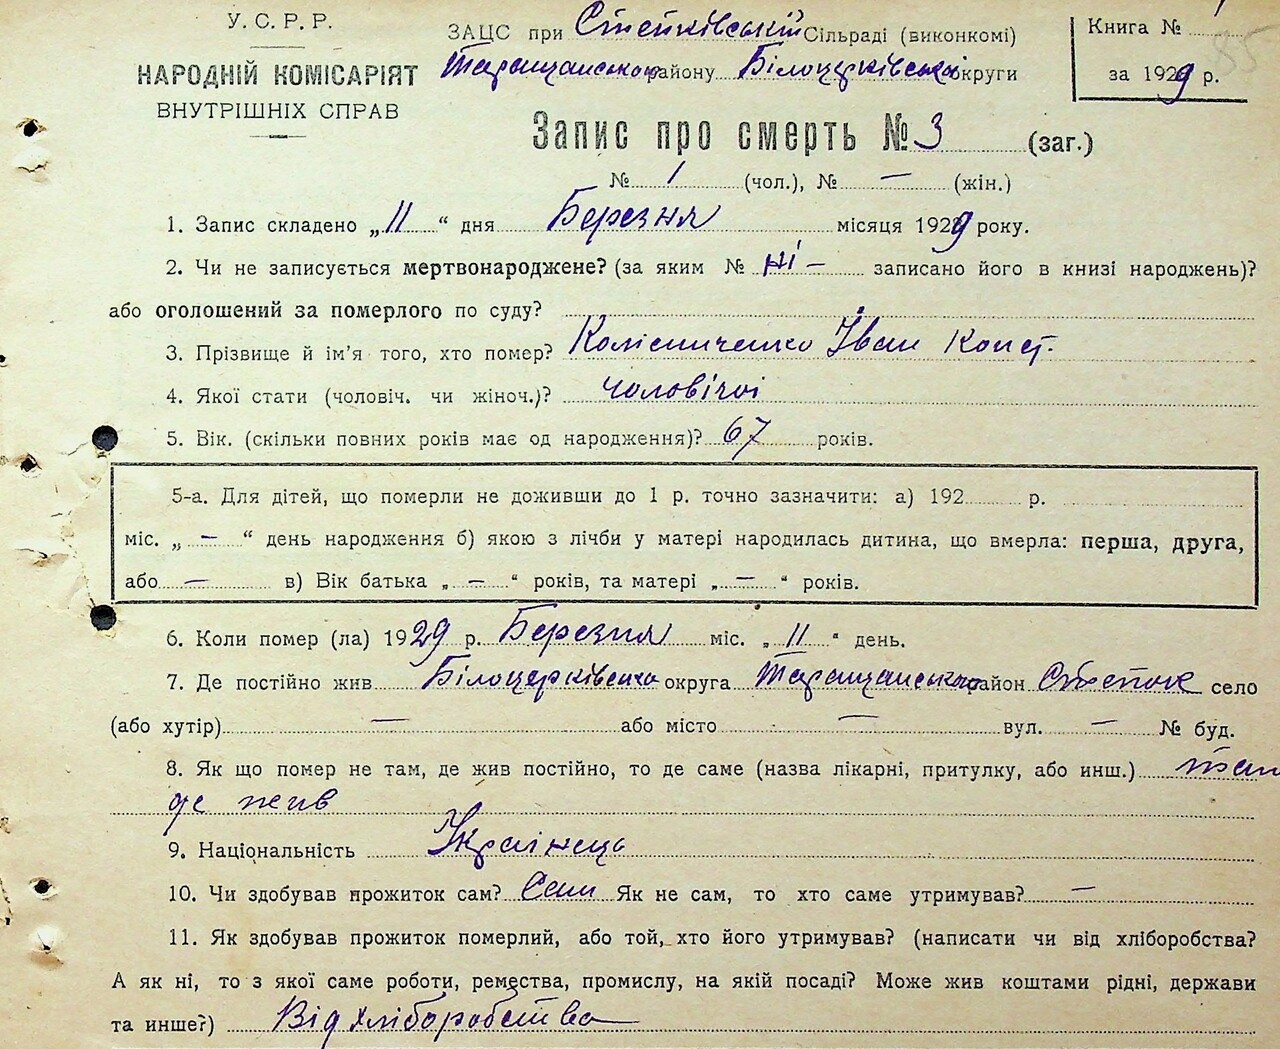 У. С. Р. Р.
НАРОДНІЙ КОМІСАРІЯТ
ВНУТРІШНІХ СПРАВ
ЗАЦС при Степківській Сільраді (виконкомі)
Таращанського району Білоцерківської округи
Книга №
85
за 1929 р.
Запис про смерть № 3 (заг.)
№ 1 (чол.), № — (жін.)
1. Запис складено „11“ дня Березня місяця 1929 року.
2. Чи не записується мертвонароджене? (за яким № ні — записано його в книзі народжень)?
або оголошений за померлого по суду?
3. Прізвище й ім'я того, хто помер? Колісниченко Іван Конст.
4. Якої стати (чоловіч. чи жіноч.)? чоловічої
5. Вік. (скільки повних років має од народження)? 67 років.
5-а. Для дітей, що померли не доживши до 1 р. точно зазначити: а) 192 р.
міс. „ — “ день народження б) якою з лічби у матері народилась дитина, що вмерла: перша, друга,
або — в) Вік батька „ — “ років, та матері „ — “ років.
6. Коли помер (ла) 1929 р. Березня міс. „ 11 “ день.
7. Де постійно жив Білоцерківська округа Таращанського район Степок село
(або хутір) — або місто — вул. — № буд.
8. Як що помер не там, де жив постійно, то де саме (назва лікарні, притулку, або инш.) там
де жив
9. Національність Українець
10. Чи здобував прожиток сам? Сам Як не сам, то хто саме утримував? —
11. Як здобував прожиток померлий, або той, хто його утримував? (написати чи від хліборобства?
А як ні, то з якої саме роботи, ремества, промислу, на якій посаді? Може жив коштами рідні, держави
та инше?) Від хліборобства